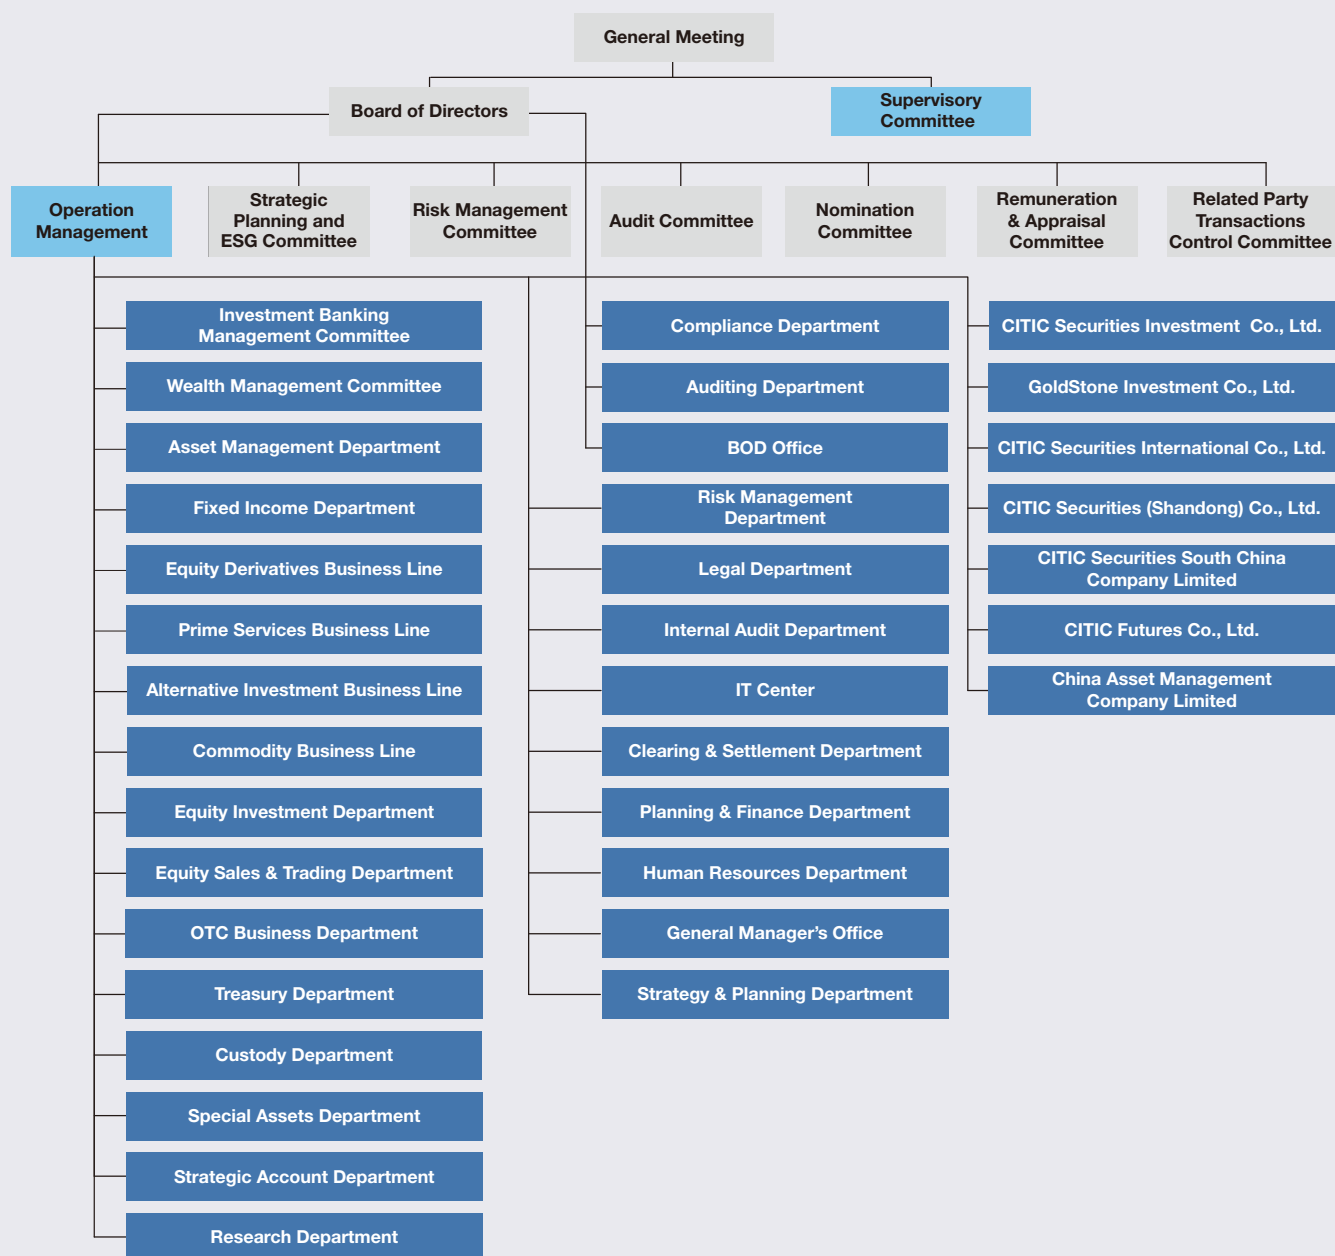 General Meeting
Board of Directors
Supervisory
Committee
Operation
Management
Strategic
Planning and
ESG Committee
Risk Management
Committee
Audit Committee
Nomination
Committee
Remuneration
& Appraisal
Committee
Related Party
Transactions
Control Committee
Investment Banking
Management Committee
Wealth Management Committee
Asset Management Department
Fixed Income Department
Equity Derivatives Business Line
Prime Services Business Line
Alternative Investment Business Line
Commodity Business Line
Equity Investment Department
Equity Sales & Trading Department
OTC Business Department
Treasury Department
Custody Department
Special Assets Department
Strategic Account Department
Research Department
Compliance Department
Auditing Department
BOD Office
Risk Management
Department
Legal Department
Internal Audit Department
IT Center
Clearing & Settlement Department
Planning & Finance Department
Human Resources Department
General Manager’s Office
Strategy & Planning Department
CITIC Securities Investment Co., Ltd.
GoldStone Investment Co., Ltd.
CITIC Securities International Co., Ltd.
CITIC Securities (Shandong) Co., Ltd.
CITIC Securities South China
Company Limited
CITIC Futures Co., Ltd.
China Asset Management
Company Limited